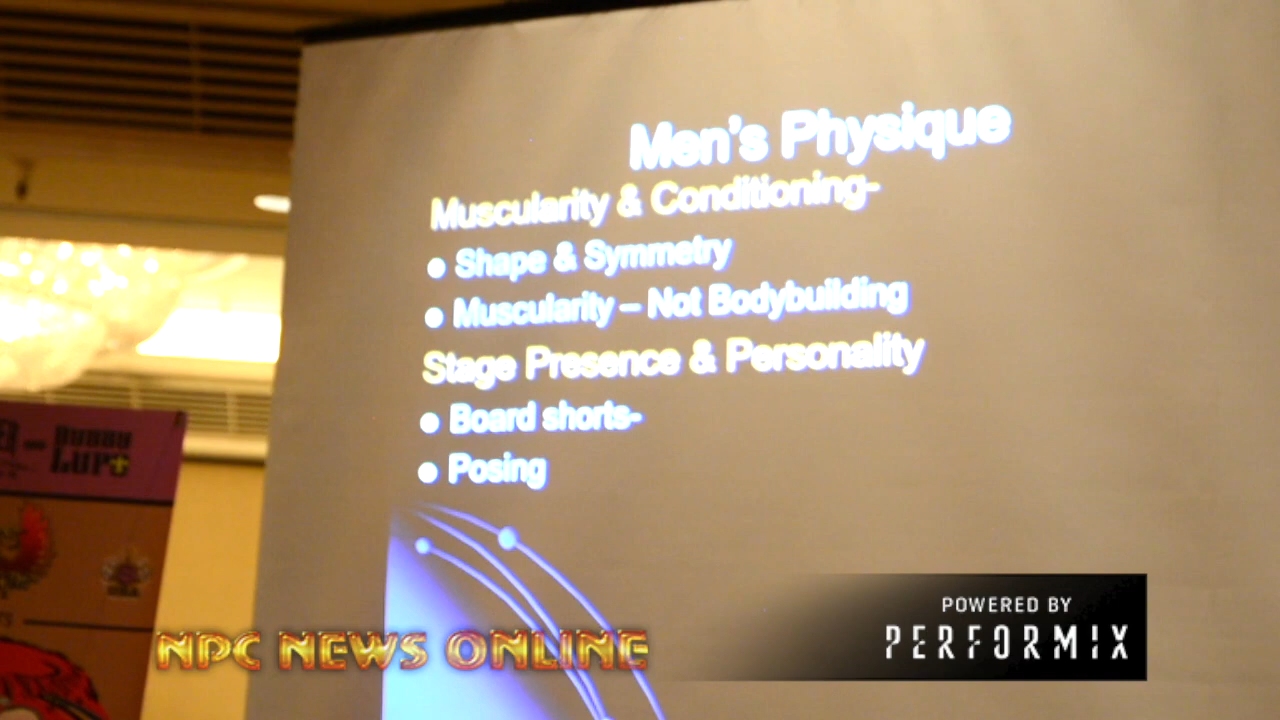 Men's Physique
Muscularity & Conditioning-
● Shape & Symmetry
● Muscularity – Not Bodybuilding
Stage Presence & Personality
● Board shorts-
● Posing
POWERED BY
PERFORMIX
NPC NEWS ONLINE